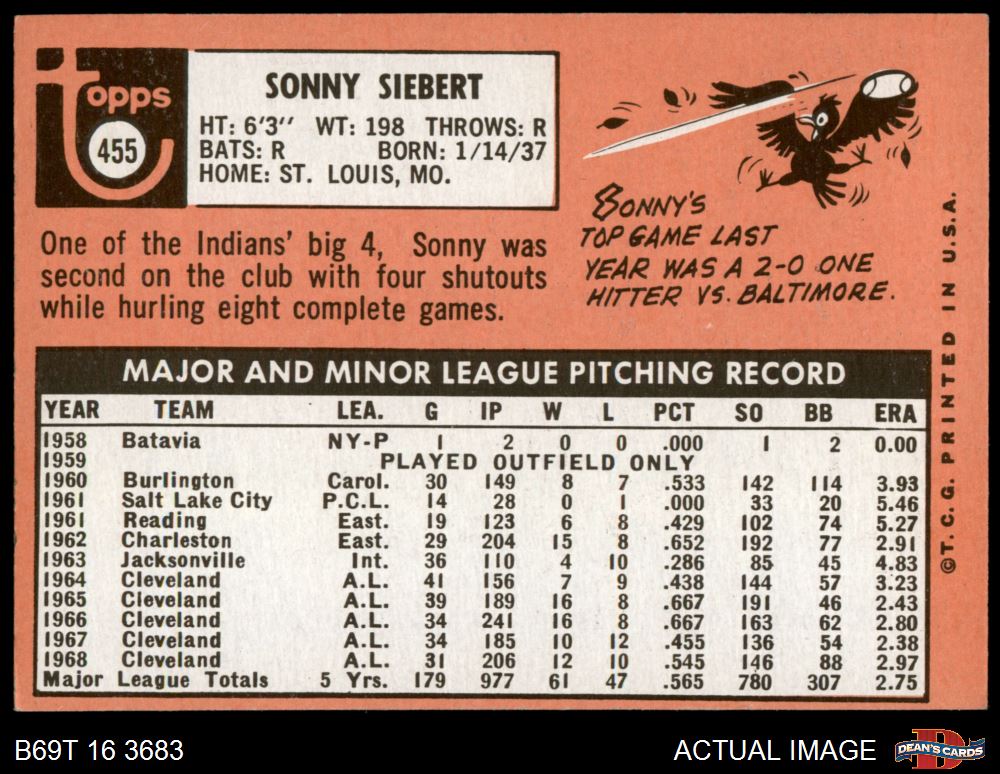 topps
455
SONNY SIEBERT
HT: 6'3'' WT: 198 THROWS: R
BATS: R BORN: 1/14/37
HOME: ST. LOUIS, MO.
One of the Indians' big 4, Sonny was
second on the club with four shutouts
while hurling eight complete games.
SONNY'S
TOP GAME LAST
YEAR WAS A 2-0 ONE
HITTER VS. BALTIMORE.
©T. C. G. PRINTED IN U.S.A.
MAJOR AND MINOR LEAGUE PITCHING RECORD
YEAR TEAM LEA. G IP W L PCT SO BB ERA
1958 Batavia NY-P 1 2 0 0 .000 1 2 0.00
1959 PLAYED OUTFIELD ONLY
1960 Burlington Carol. 30 149 8 7 .533 142 114 3.93
1961 Salt Lake City P.C.L. 14 28 0 1 .000 33 20 5.46
1961 Reading East. 19 123 6 8 .429 102 74 5.27
1962 Charleston East. 29 204 15 8 .652 192 77 2.91
1963 Jacksonville Int. 36 110 4 10 .286 85 45 4.83
1964 Cleveland A.L. 41 156 7 9 .438 144 57 3.23
1965 Cleveland A.L. 39 189 16 8 .667 191 46 2.43
1966 Cleveland A.L. 34 241 16 8 .667 163 62 2.80
1967 Cleveland A.L. 34 185 10 12 .455 136 54 2.38
1968 Cleveland A.L. 31 206 12 10 .545 146 88 2.97
Major League Totals 5 Yrs. 179 977 61 47 .565 780 307 2.75
B69T 16 3683
ACTUAL IMAGE
DEAN'S CARDS